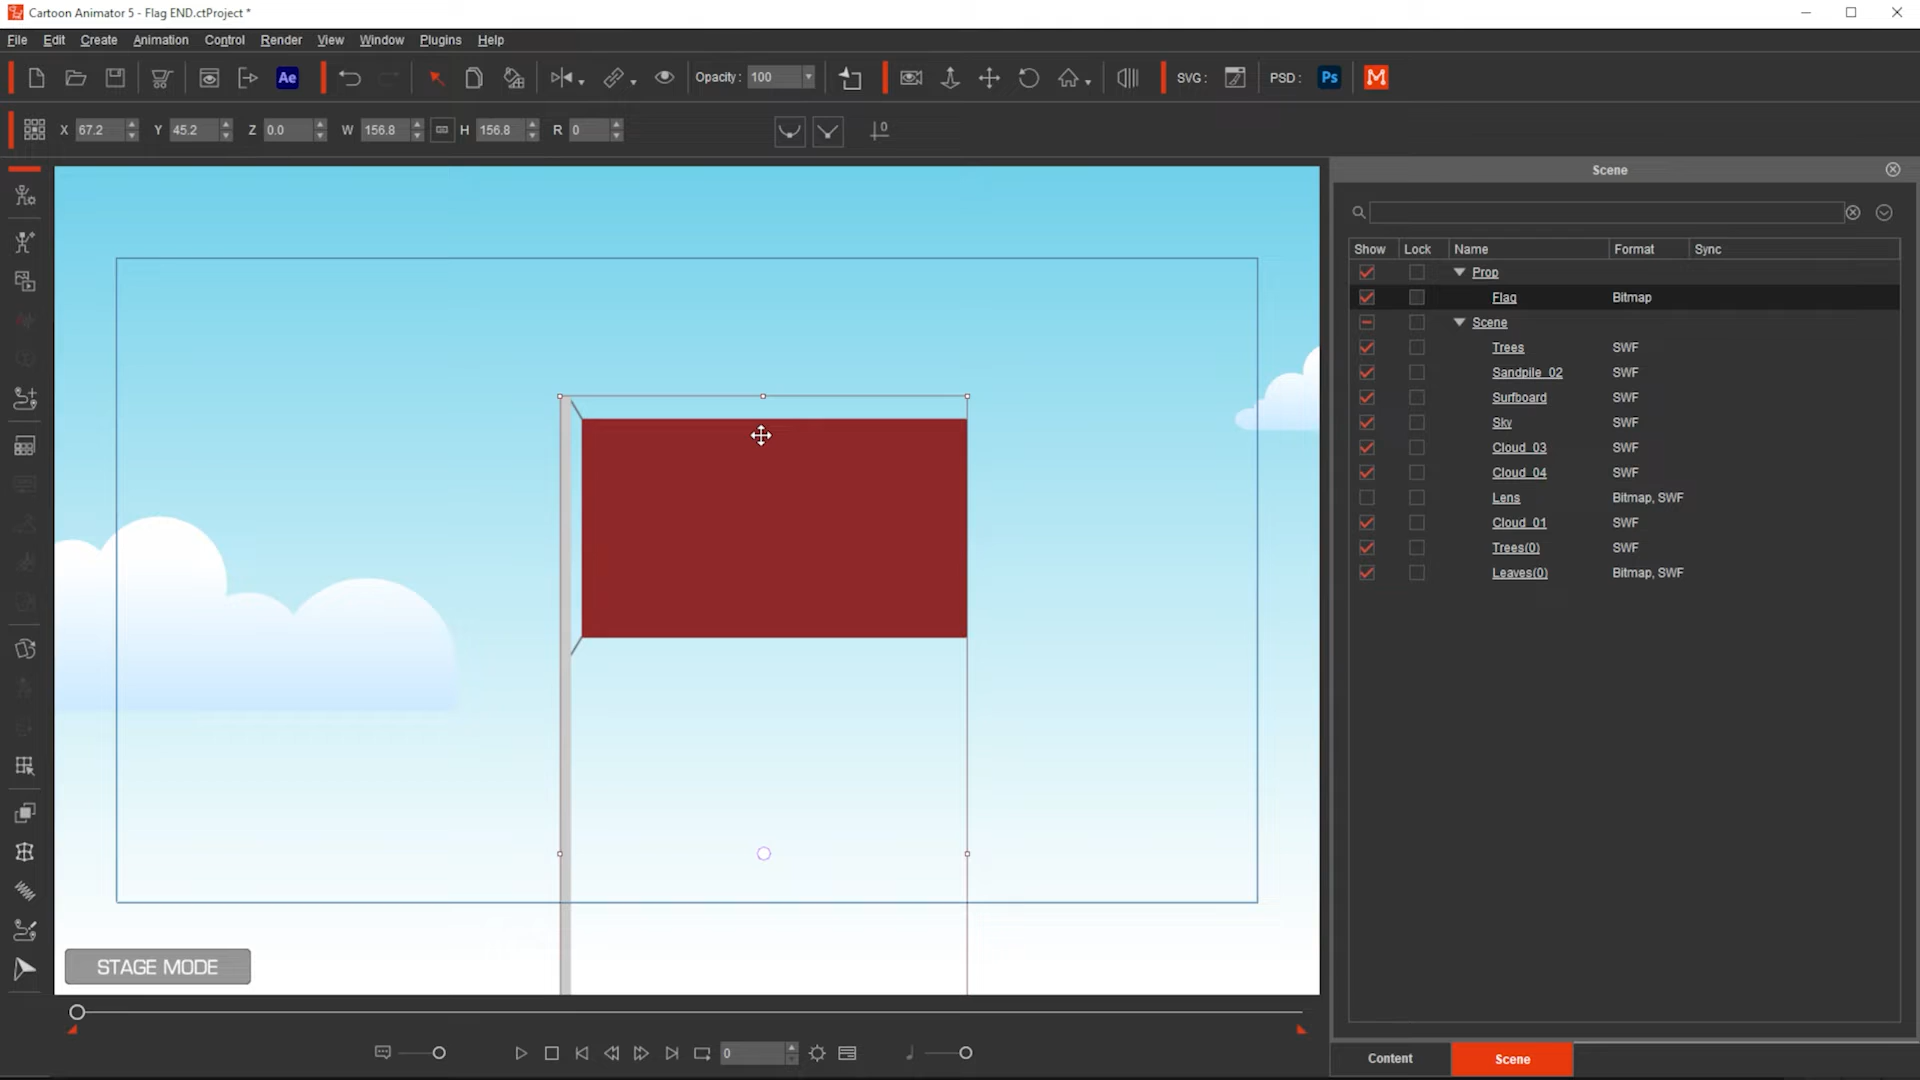 Cartoon Animator 5 - Flag END.ctProject *
File Edit Create Animation Control Render View Window Plugins Help
Ae Opacity : 100 SVG : PSD : Ps
X 67.2 Y 45.2 Z 0.0 W 156.8 H 156.8 R 0 0
Scene
Show Lock Name Format Sync
Prop
Flag Bitmap
Scene
Trees SWF
Sandpile_02 SWF
Surfboard SWF
Sky SWF
Cloud_03 SWF
Cloud_04 SWF
Lens Bitmap, SWF
Cloud_01 SWF
Trees(0) SWF
Leaves(0) Bitmap, SWF
STAGE MODE
0
Content Scene